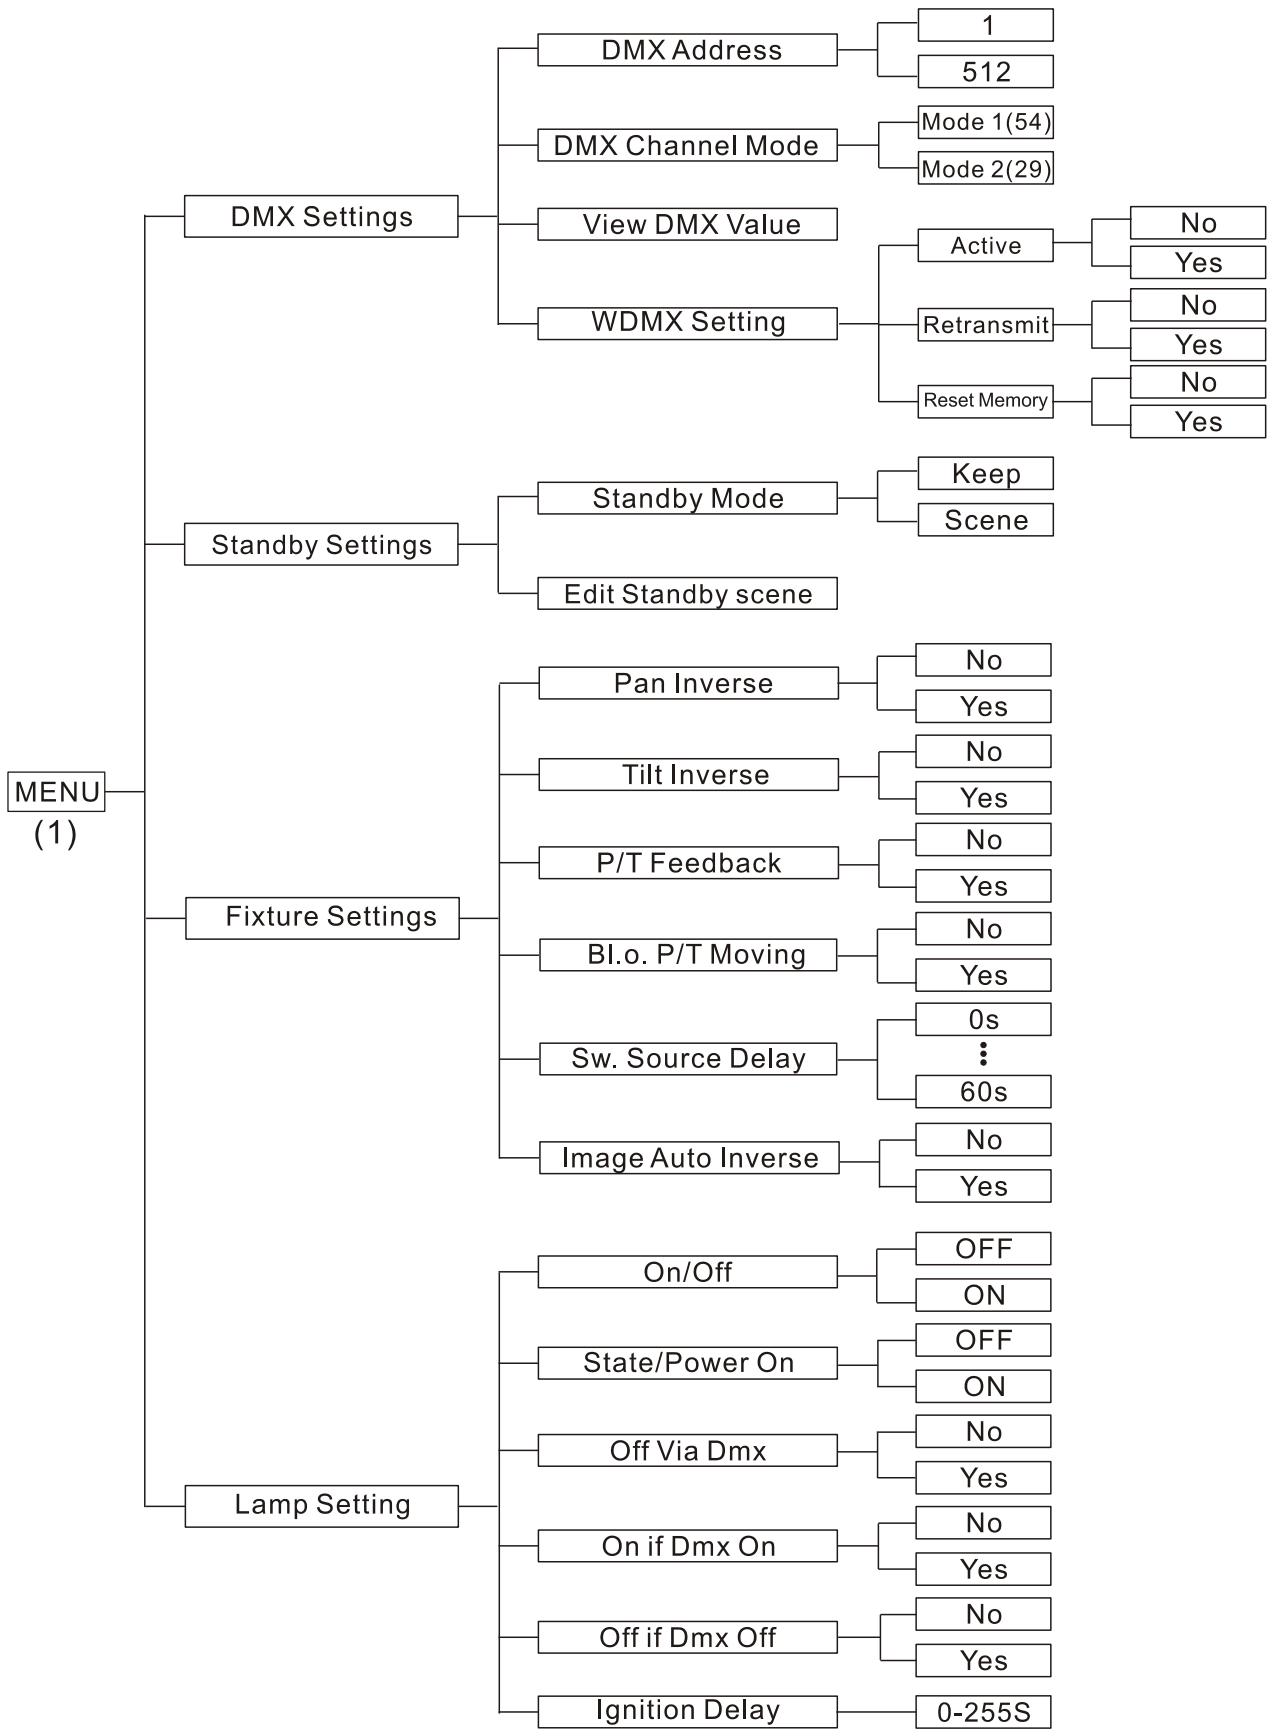 MENU
(1)
DMX Settings
DMX Address
1
512
DMX Channel Mode
Mode 1(54)
Mode 2(29)
View DMX Value
WDMX Setting
Active
No
Yes
Retransmit
No
Yes
Reset Memory
No
Yes
Standby Settings
Standby Mode
Keep
Scene
Edit Standby scene
Fixture Settings
Pan Inverse
No
Yes
Tilt Inverse
No
Yes
P/T Feedback
No
Yes
Bl.o. P/T Moving
No
Yes
Sw. Source Delay
0s
60s
Image Auto Inverse
No
Yes
Lamp Setting
On/Off
OFF
ON
State/Power On
OFF
ON
Off Via Dmx
No
Yes
On if Dmx On
No
Yes
Off if Dmx Off
No
Yes
Ignition Delay
0-255S